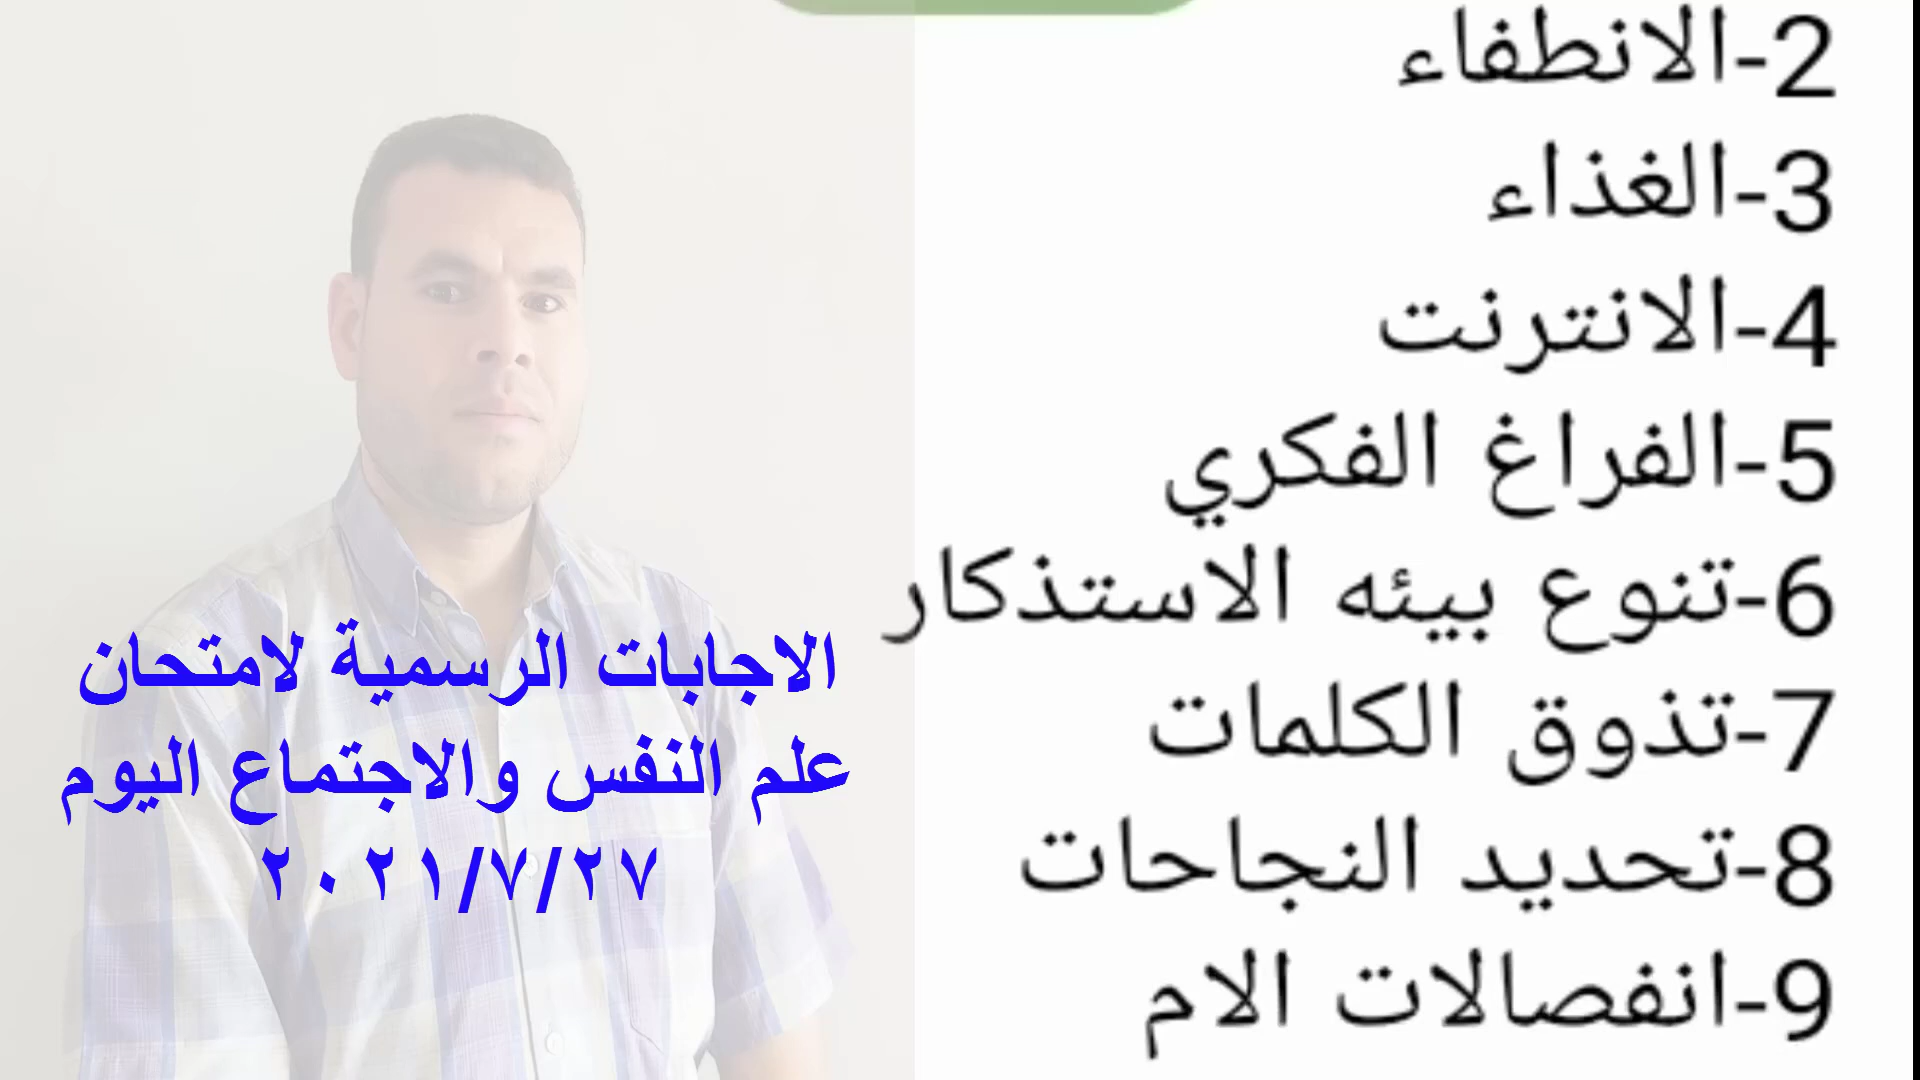 2-الانطفاء
3-الغذاء
4-الانترنت
5-الفراغ الفكري
6-تنوع بيئه الاستذكار
7-تذوق الكلمات
8-تحديد النجاحات
9-انفصالات الام
الاجابات الرسمية لامتحان
علم النفس والاجتماع اليوم
٢٠٢١/٧/٢٧